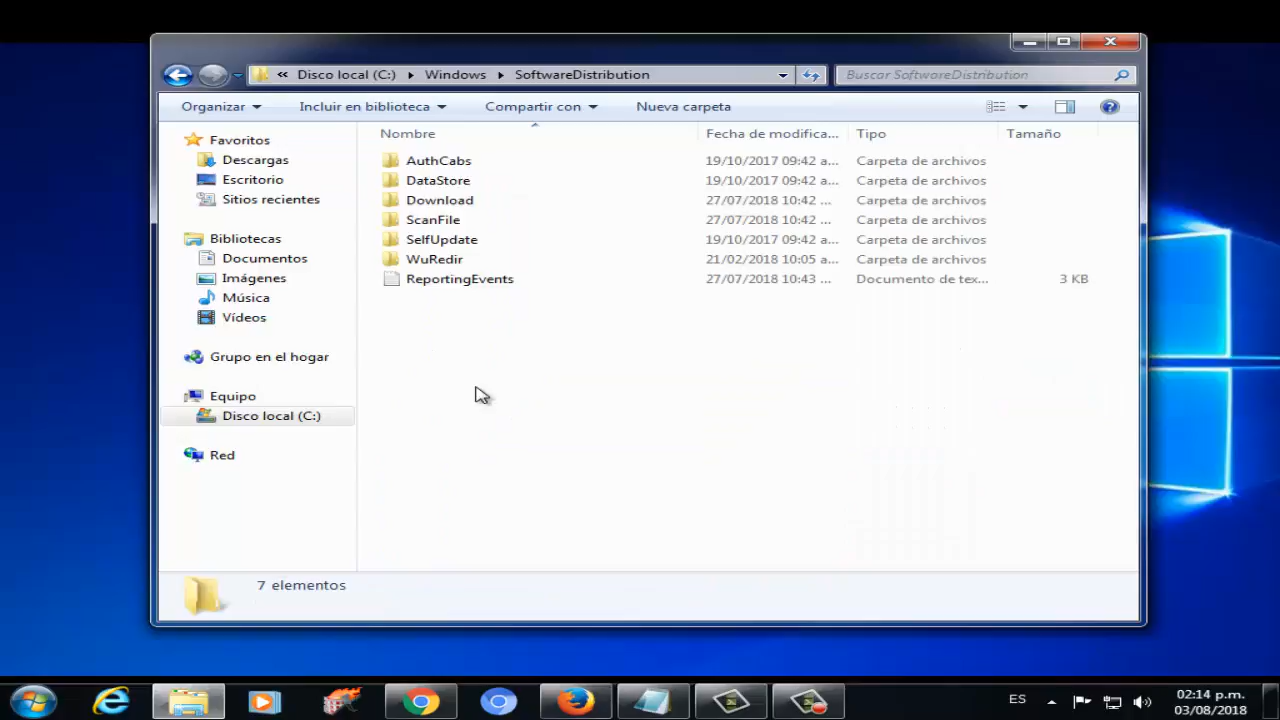 « Disco local (C:) ▸ Windows ▸ SoftwareDistribution
Buscar SoftwareDistribution
Organizar Incluir en biblioteca Compartir con Nueva carpeta
Nombre Fecha de modifica... Tipo Tamaño
Favoritos
Descargas
Escritorio
Sitios recientes
Bibliotecas
Documentos
Imágenes
Música
Vídeos
Grupo en el hogar
Equipo
Disco local (C:)
Red
AuthCabs 19/10/2017 09:42 a... Carpeta de archivos
DataStore 19/10/2017 09:42 a... Carpeta de archivos
Download 27/07/2018 10:42 ... Carpeta de archivos
ScanFile 27/07/2018 10:42 ... Carpeta de archivos
SelfUpdate 19/10/2017 09:42 a... Carpeta de archivos
WuRedir 21/02/2018 10:05 a... Carpeta de archivos
ReportingEvents 27/07/2018 10:43 ... Documento de tex... 3 KB
7 elementos
ES
02:14 p.m.
03/08/2018